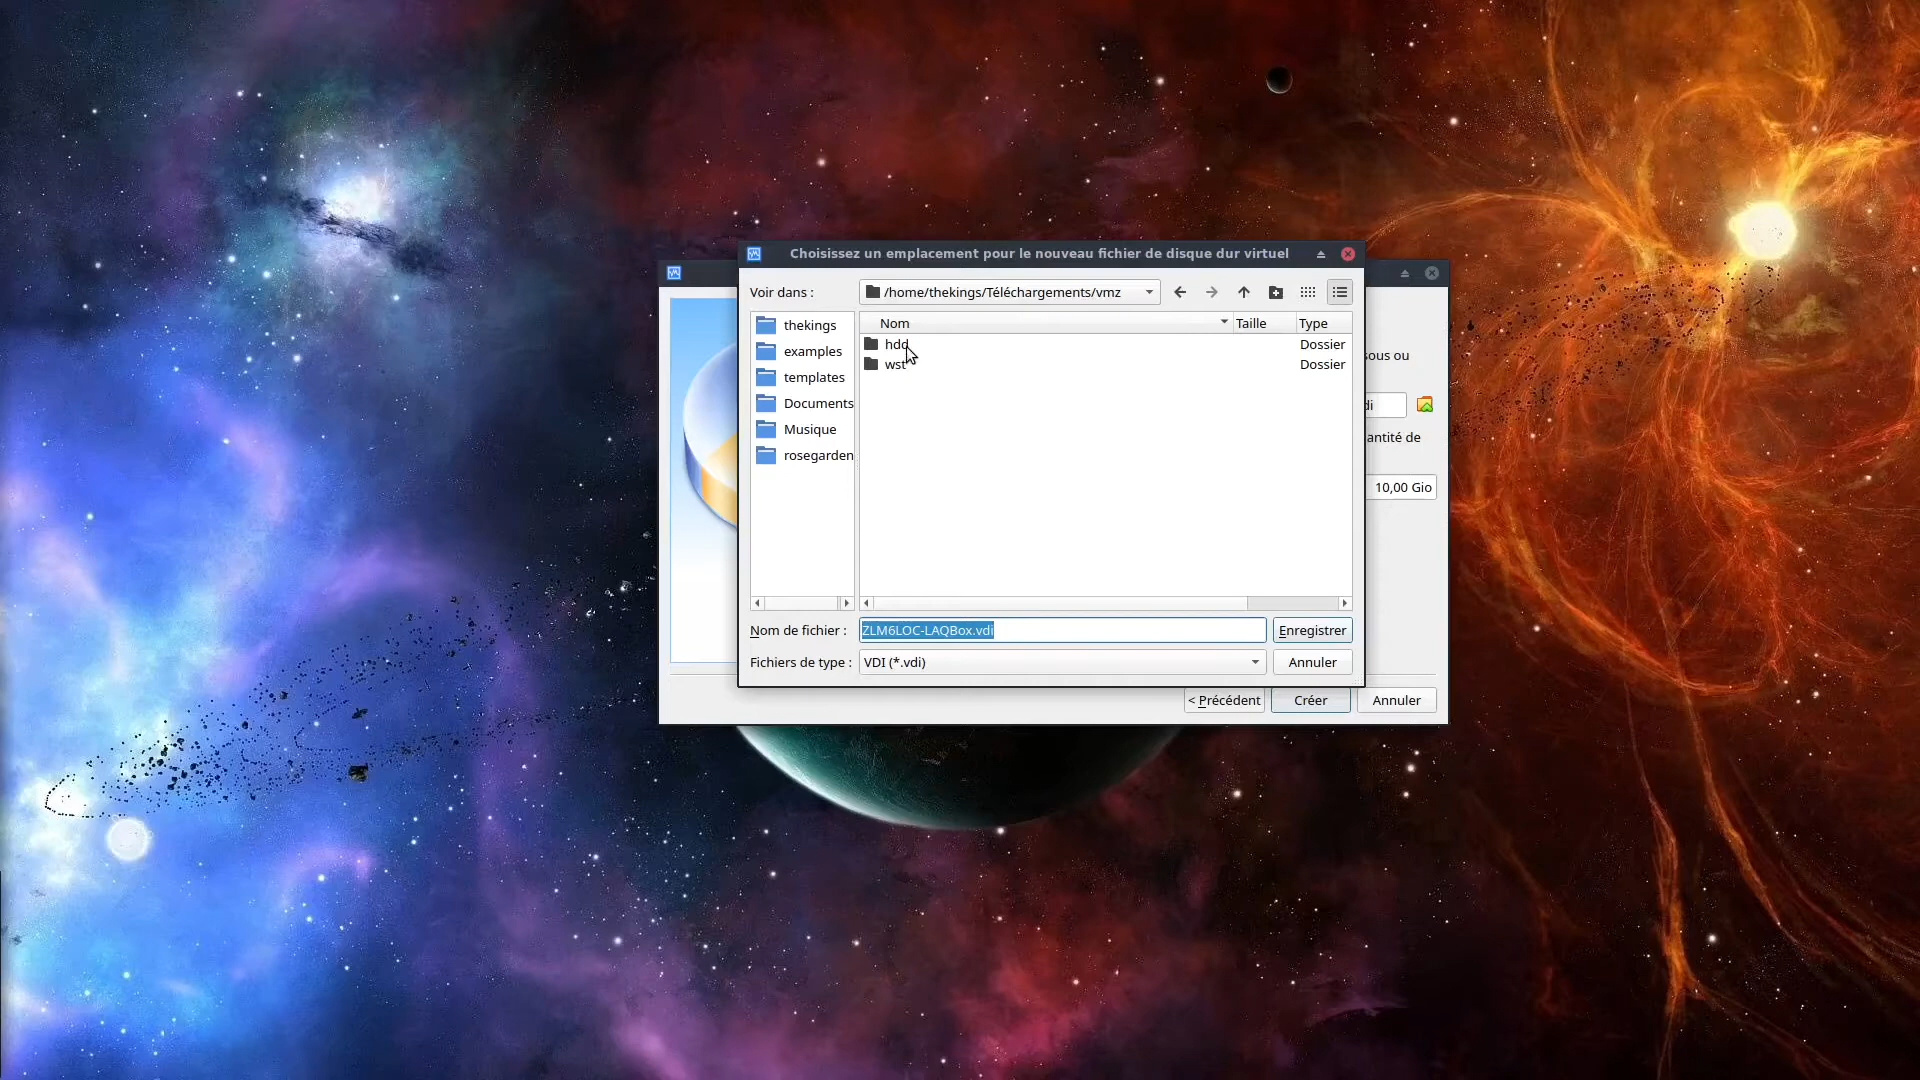 Choisissez un emplacement pour le nouveau fichier de disque dur virtuel
Voir dans :
/home/thekings/Téléchargements/vmz
thekings
examples
templates
Documents
Musique
rosegarden
Nom Taille Type
hdd Dossier
wst Dossier
sous ou
di
antité de
10,00 Gio
Nom de fichier : ZLM6LOC-LAQBox.vdi Enregistrer
Fichiers de type : VDI (*.vdi) Annuler
< Précédent Créer Annuler